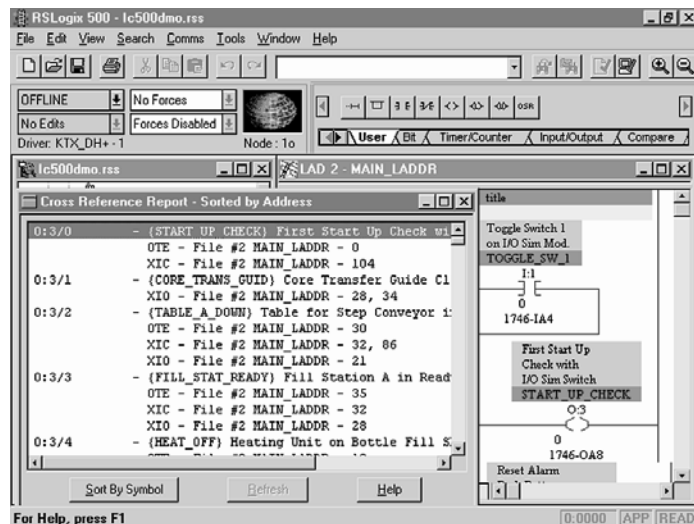 RSLogix 500 - lc500dmo.rss
File Edit View Search Comms Tools Window Help
OFFLINE No Forces
No Edits Forces Disabled
Driver: KTX_DH+ - 1 Node : 1o
OSR
User Bit Timer/Counter Input/Output Compare
lc500dmo.rss
LAD 2 - MAIN_LADDR
Cross Reference Report - Sorted by Address
O:3/0 - {START UP CHECK} First Start Up Check wi
OTE - File #2 MAIN_LADDR - 0
XIC - File #2 MAIN_LADDR - 104
O:3/1 - {CORE_TRANS_GUID} Core Transfer Guide Cl
XIO - File #2 MAIN_LADDR - 28, 34
O:3/2 - {TABLE_A_DOWN} Table for Step Conveyor i
OTE - File #2 MAIN_LADDR - 30
XIC - File #2 MAIN_LADDR - 32, 86
XIO - File #2 MAIN_LADDR - 21
O:3/3 - {FILL_STAT_READY} Fill Station A in Read
OTE - File #2 MAIN_LADDR - 35
XIC - File #2 MAIN_LADDR - 32
XIO - File #2 MAIN_LADDR - 28
O:3/4 - {HEAT_OFF} Heating Unit on Bottle Fill S
Sort By Symbol Refresh Help
title
Toggle Switch 1
on I/O Sim Mod.
TOGGLE_SW_1
I:1
0
1746-IA4
First Start Up
Check with
I/O Sim Switch
START_UP_CHECK
O:3
0
1746-OA8
Reset Alarm
For Help, press F1
0:0000 APP READ